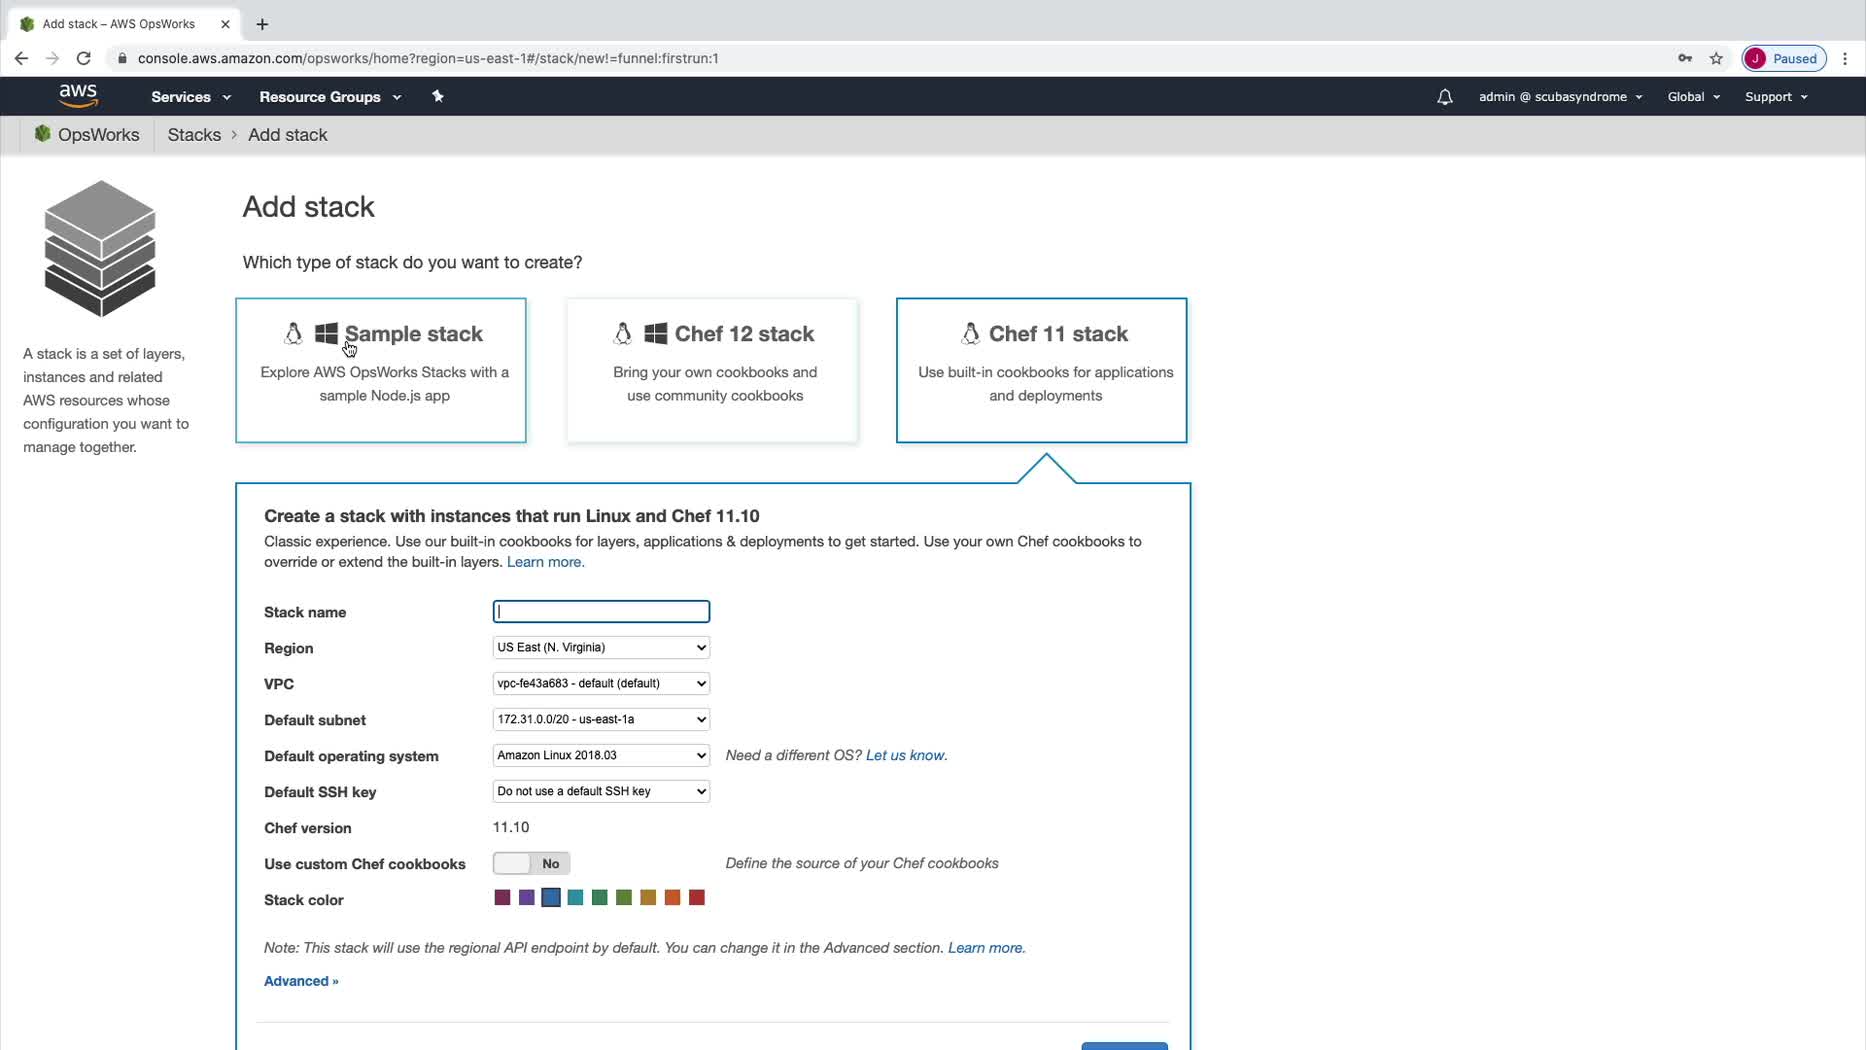 Add stack – AWS OpsWorks
console.aws.amazon.com/opsworks/home?region=us-east-1#/stack/new!=funnel:firstrun:1
J Paused
aws Services Resource Groups admin @ scubasyndrome Global Support
OpsWorks Stacks > Add stack
Add stack
Which type of stack do you want to create?
Sample stack
Explore AWS OpsWorks Stacks with a
sample Node.js app
Chef 12 stack
Bring your own cookbooks and
use community cookbooks
Chef 11 stack
Use built-in cookbooks for applications
and deployments
A stack is a set of layers,
instances and related
AWS resources whose
configuration you want to
manage together.
Create a stack with instances that run Linux and Chef 11.10
Classic experience. Use our built-in cookbooks for layers, applications & deployments to get started. Use your own Chef cookbooks to
override or extend the built-in layers. Learn more.
Stack name
Region US East (N. Virginia)
VPC vpc-fe43a683 - default (default)
Default subnet 172.31.0.0/20 - us-east-1a
Default operating system Amazon Linux 2018.03 Need a different OS? Let us know.
Default SSH key Do not use a default SSH key
Chef version 11.10
Use custom Chef cookbooks No Define the source of your Chef cookbooks
Stack color
Note: This stack will use the regional API endpoint by default. You can change it in the Advanced section. Learn more.
Advanced »